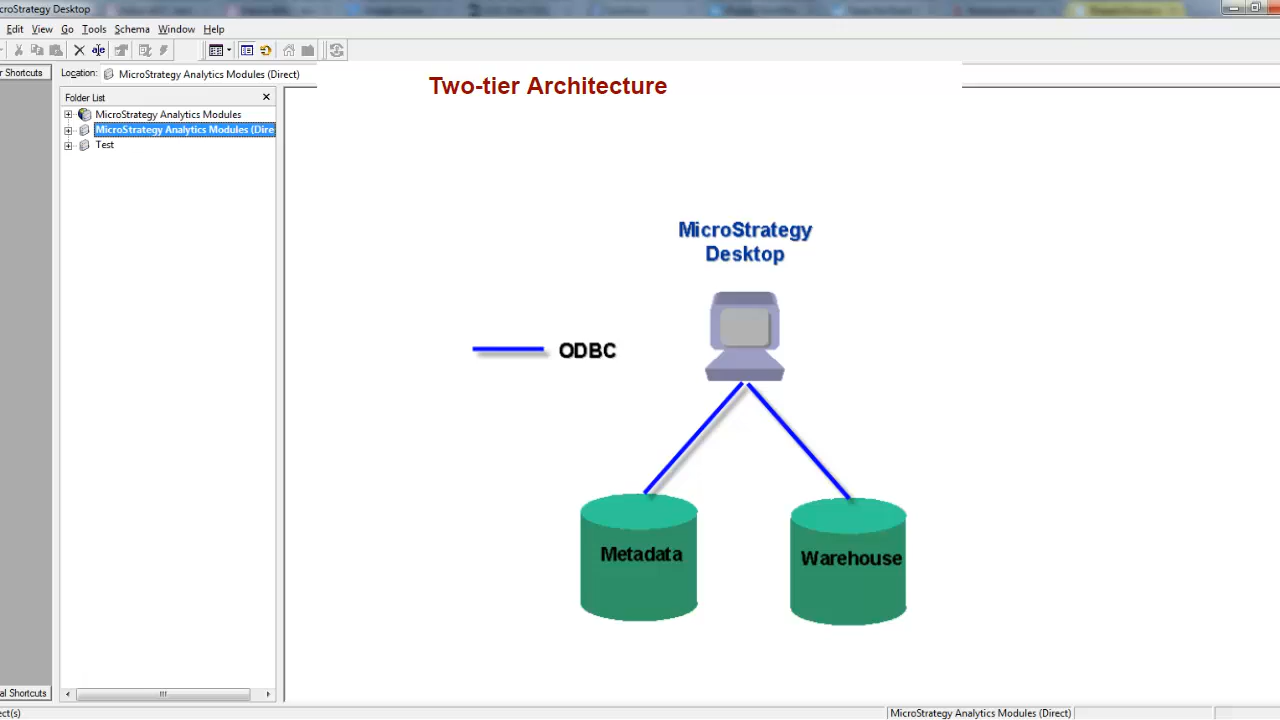 croStrategy Desktop
Edit View Go Tools Schema Window Help
r Shortcuts
Location: MicroStrategy Analytics Modules (Direct)
Two-tier Architecture
Folder List
MicroStrategy Analytics Modules
MicroStrategy Analytics Modules (Dire
Test
MicroStrategy
Desktop
ODBC
Metadata
Warehouse
al Shortcuts
ect(s)
MicroStrategy Analytics Modules (Direct)